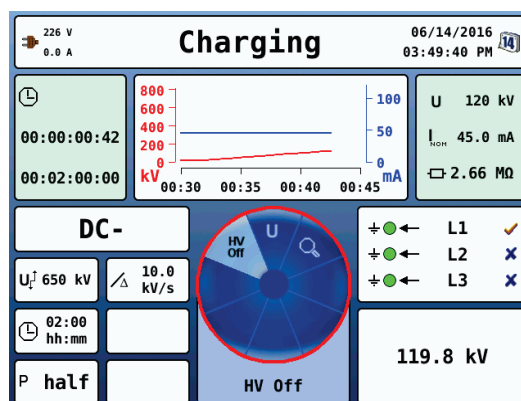 226 V
0.0 A
Charging
06/14/2016
03:49:40 PM
14
00:00:00:42
00:02:00:00
800
600
400
200
0
kV
100
50
0
mA
00:30 00:35 00:40 00:45
U 120 kV
I NOM 45.0 mA
2.66 MΩ
DC-
U 650 kV
/Δ 10.0 kV/s
02:00
hh:mm
P half
HV
Off
U
HV Off
L1
L2
L3
119.8 kV